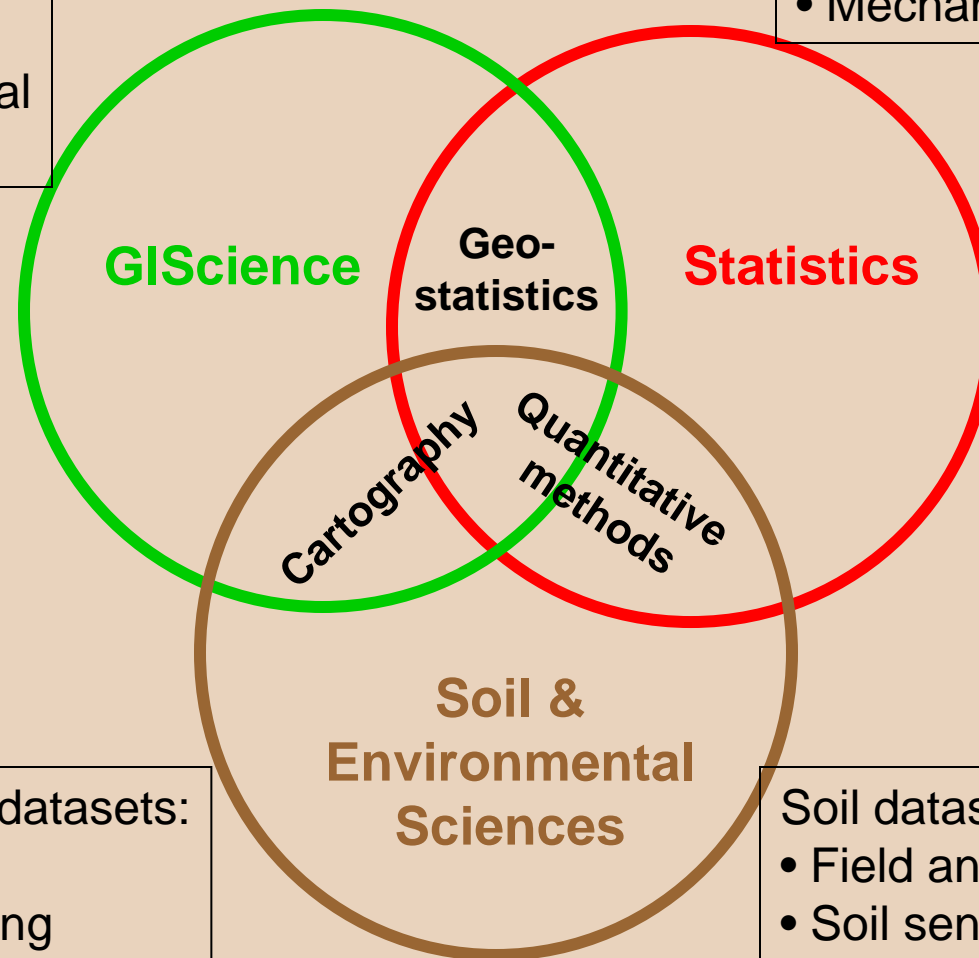 • Mechan
al
GIScience
Geo-
statistics
Statistics
Cartography
Quantitative
methods
Soil &
Environmental
Sciences
datasets:
ng
Soil datas
• Field an
• Soil sen